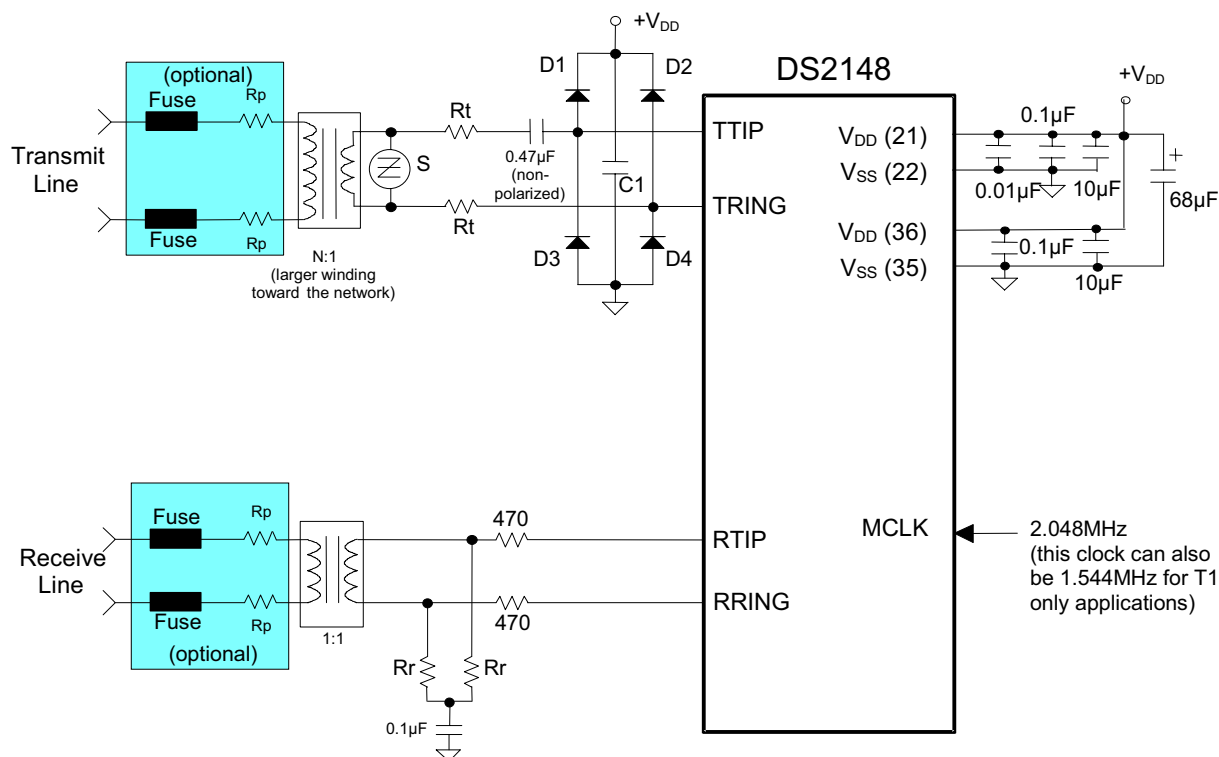 +VDD
(optional)
Fuse
Rp
D1
D2
DS2148
+VDD
Rt
TTIP
VDD (21)
0.1µF
Transmit
Line
S
0.47µF
(non-
polarized)
C1
VSS (22)
0.01µF
10µF
+
68µF
Rt
TRING
Fuse
Rp
N:1
(larger winding
toward the network)
D3
D4
VDD (36)
0.1µF
VSS (35)
10µF
Fuse
Rp
470
RTIP
MCLK
2.048MHz
(this clock can also
be 1.544MHz for T1
only applications)
Receive
Line
Fuse
Rp
470
RRING
(optional)
1:1
Rr
Rr
0.1µF